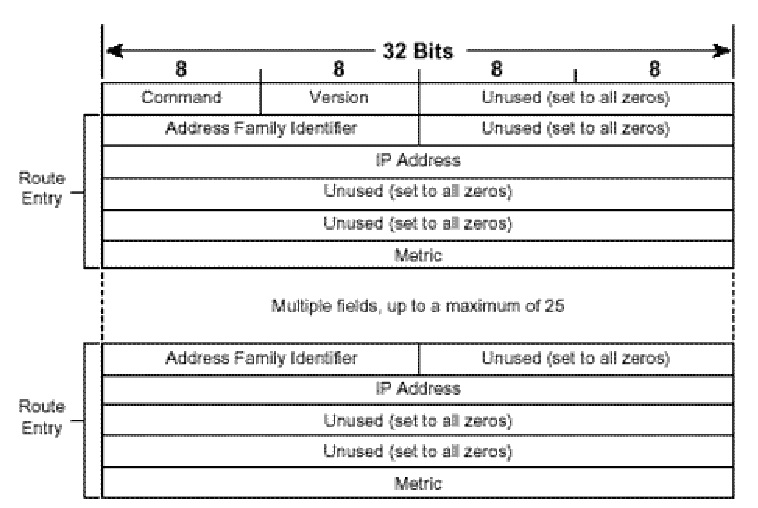 32 Bits
8 8 8 8
Command Version Unused (set to all zeros)
Address Family Identifier Unused (set to all zeros)
IP Address
Route
Entry
Unused (set to all zeros)
Unused (set to all zeros)
Metric
Multiple fields, up to a maximum of 25
Address Family Identifier Unused (set to all zeros)
IP Address
Route
Entry
Unused (set to all zeros)
Unused (set to all zeros)
Metric